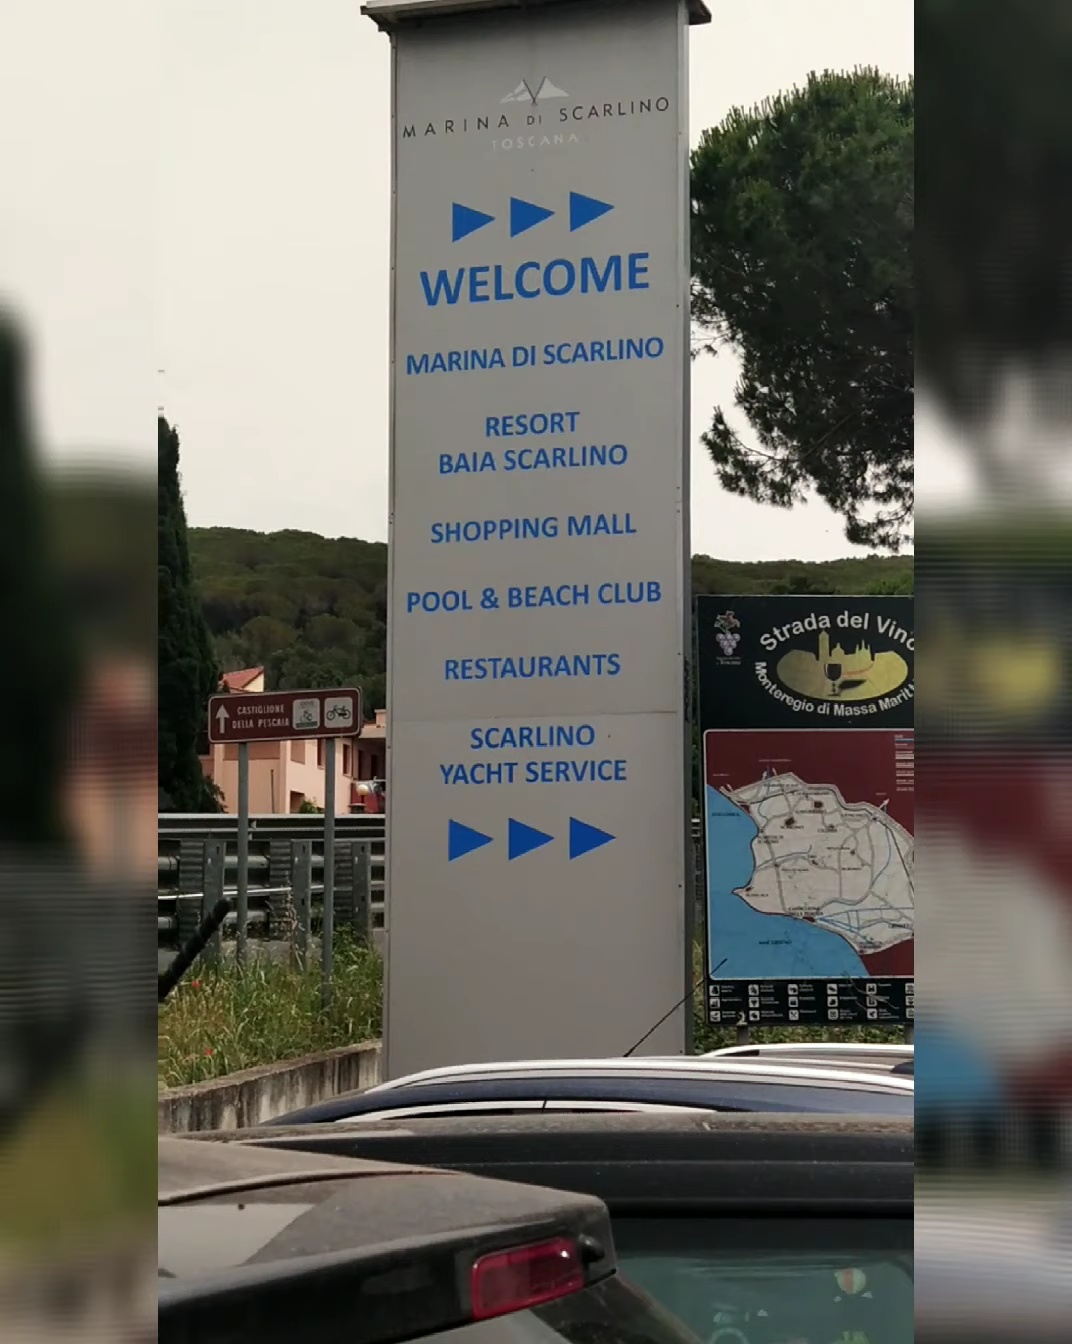 MARINA DI SCARLINO
TOSCANA
WELCOME
MARINA DI SCARLINO
RESORT
BAIA SCARLINO
SHOPPING MALL
POOL & BEACH CLUB
RESTAURANTS
SCARLINO
YACHT SERVICE
CASTIGLIONE
DELLA PESCAIA
Strada del Vino
Monteregio di Massa Maritt